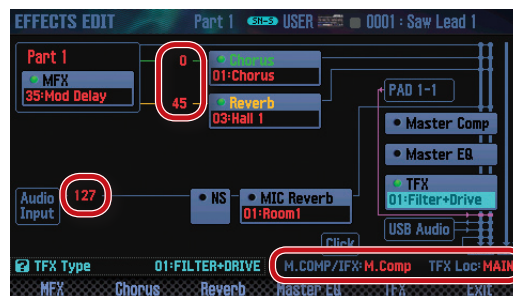 EFFECTS EDIT Part 1 SN-S USER 0001 : Saw Lead 1
Part 1
MFX
35:Mod Delay
0
Chorus
01:Chorus
45
Reverb
03:Hall 1
PAD 1-1
Master Comp
Master EQ
TFX
01:Filter+Drive
Audio
Input
127
NS
MIC Reverb
01:Room1
USB Audio
Click
? TFX Type 01:FILTER+DRIVE M.COMP/IFX:M.Comp TFX Loc:MAIN
MFX Chorus Reverb Master EQ TFX EXIT